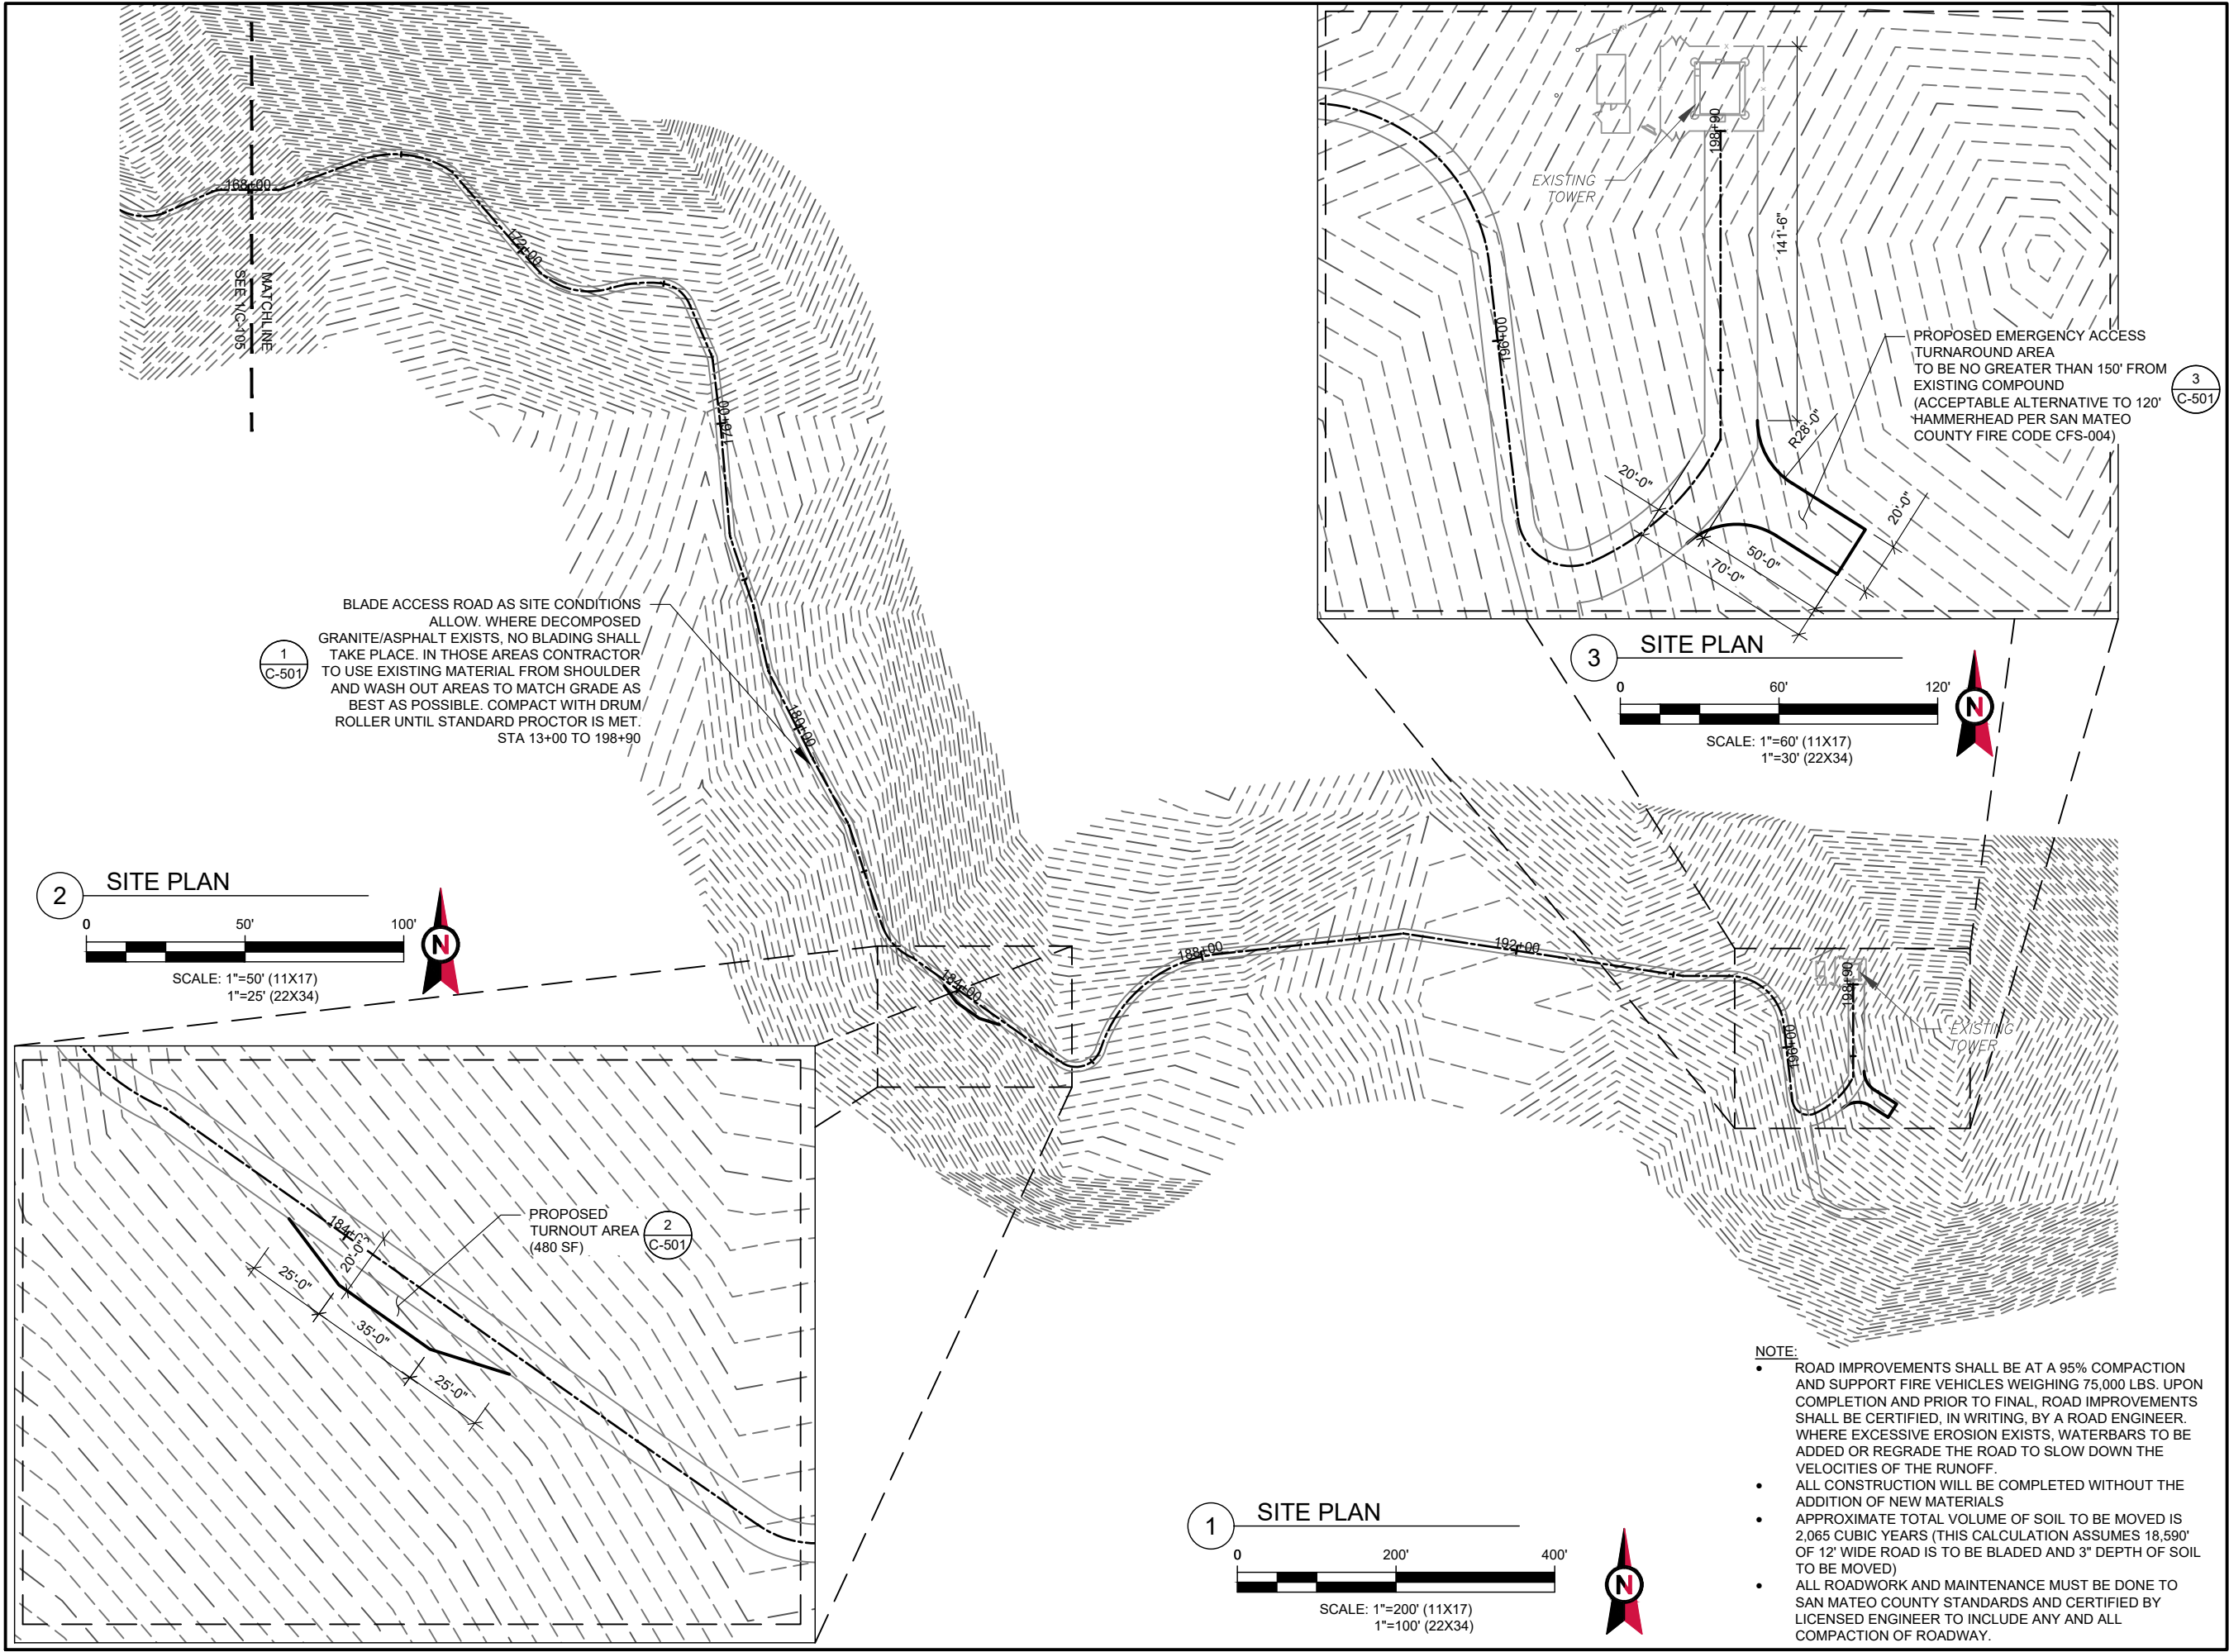 168+00
MATCHLINE
SEE 1/C-105
172+00
176+00
BLADE ACCESS ROAD AS SITE CONDITIONS
ALLOW. WHERE DECOMPOSED
GRANITE/ASPHALT EXISTS, NO BLADING SHALL
TAKE PLACE. IN THOSE AREAS CONTRACTOR
TO USE EXISTING MATERIAL FROM SHOULDER
AND WASH OUT AREAS TO MATCH GRADE AS
BEST AS POSSIBLE. COMPACT WITH DRUM
ROLLER UNTIL STANDARD PROCTOR IS MET.
STA 13+00 TO 198+90
1
C-501
180+00
184+00
188+00
192+00
196+00
198+90
EXISTING
TOWER
198+90
EXISTING
TOWER
141'-6"
196+00
PROPOSED EMERGENCY ACCESS
TURNAROUND AREA
TO BE NO GREATER THAN 150' FROM
EXISTING COMPOUND
(ACCEPTABLE ALTERNATIVE TO 120'
HAMMERHEAD PER SAN MATEO
COUNTY FIRE CODE CFS-004)
3
C-501
R28'-0"
20'-0"
20'-0"
50'-0"
70'-0"
3 SITE PLAN
0 60' 120'
SCALE: 1"=60' (11X17)
1"=30' (22X34)
N
2 SITE PLAN
0 50' 100'
SCALE: 1"=50' (11X17)
1"=25' (22X34)
N
184+
20'-0"
PROPOSED
TURNOUT AREA
(480 SF)
2
C-501
25'-0"
35'-0"
25'-0"
1 SITE PLAN
0 200' 400'
SCALE: 1"=200' (11X17)
1"=100' (22X34)
N
NOTE:
• ROAD IMPROVEMENTS SHALL BE AT A 95% COMPACTION
AND SUPPORT FIRE VEHICLES WEIGHING 75,000 LBS. UPON
COMPLETION AND PRIOR TO FINAL, ROAD IMPROVEMENTS
SHALL BE CERTIFIED, IN WRITING, BY A ROAD ENGINEER.
WHERE EXCESSIVE EROSION EXISTS, WATERBARS TO BE
ADDED OR REGRADE THE ROAD TO SLOW DOWN THE
VELOCITIES OF THE RUNOFF.
• ALL CONSTRUCTION WILL BE COMPLETED WITHOUT THE
ADDITION OF NEW MATERIALS
• APPROXIMATE TOTAL VOLUME OF SOIL TO BE MOVED IS
2,065 CUBIC YEARS (THIS CALCULATION ASSUMES 18,590'
OF 12' WIDE ROAD IS TO BE BLADED AND 3" DEPTH OF SOIL
TO BE MOVED)
• ALL ROADWORK AND MAINTENANCE MUST BE DONE TO
SAN MATEO COUNTY STANDARDS AND CERTIFIED BY
LICENSED ENGINEER TO INCLUDE ANY AND ALL
COMPACTION OF ROADWAY.